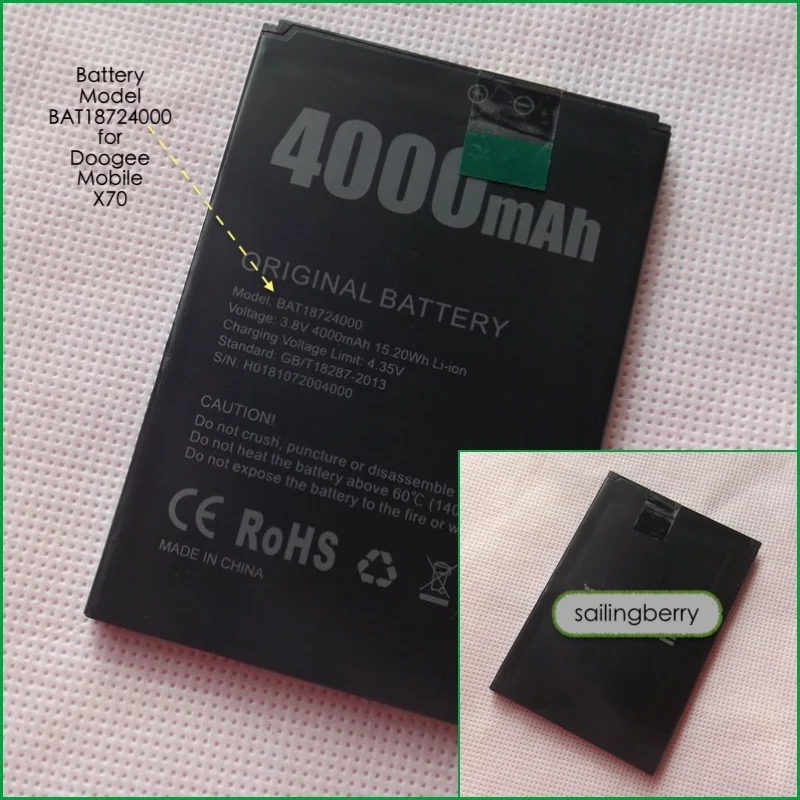 Battery
Model
BAT18724000
for
Doogee
Mobile
X70
4000mAh
ORIGINAL BATTERY
Model: BAT18724000
Voltage: 3.8V 4000mAh 15.20Wh Li-ion
Charging Voltage Limit: 4.35V
Standard: GB/T18287-2013
S/N: H0181072004000
CAUTION!
Do not crush, puncture or disassemble
Do not heat the battery above 60℃ (140
Do not expose the battery to the fire or w
CE RoHS
MADE IN CHINA
sailingberry